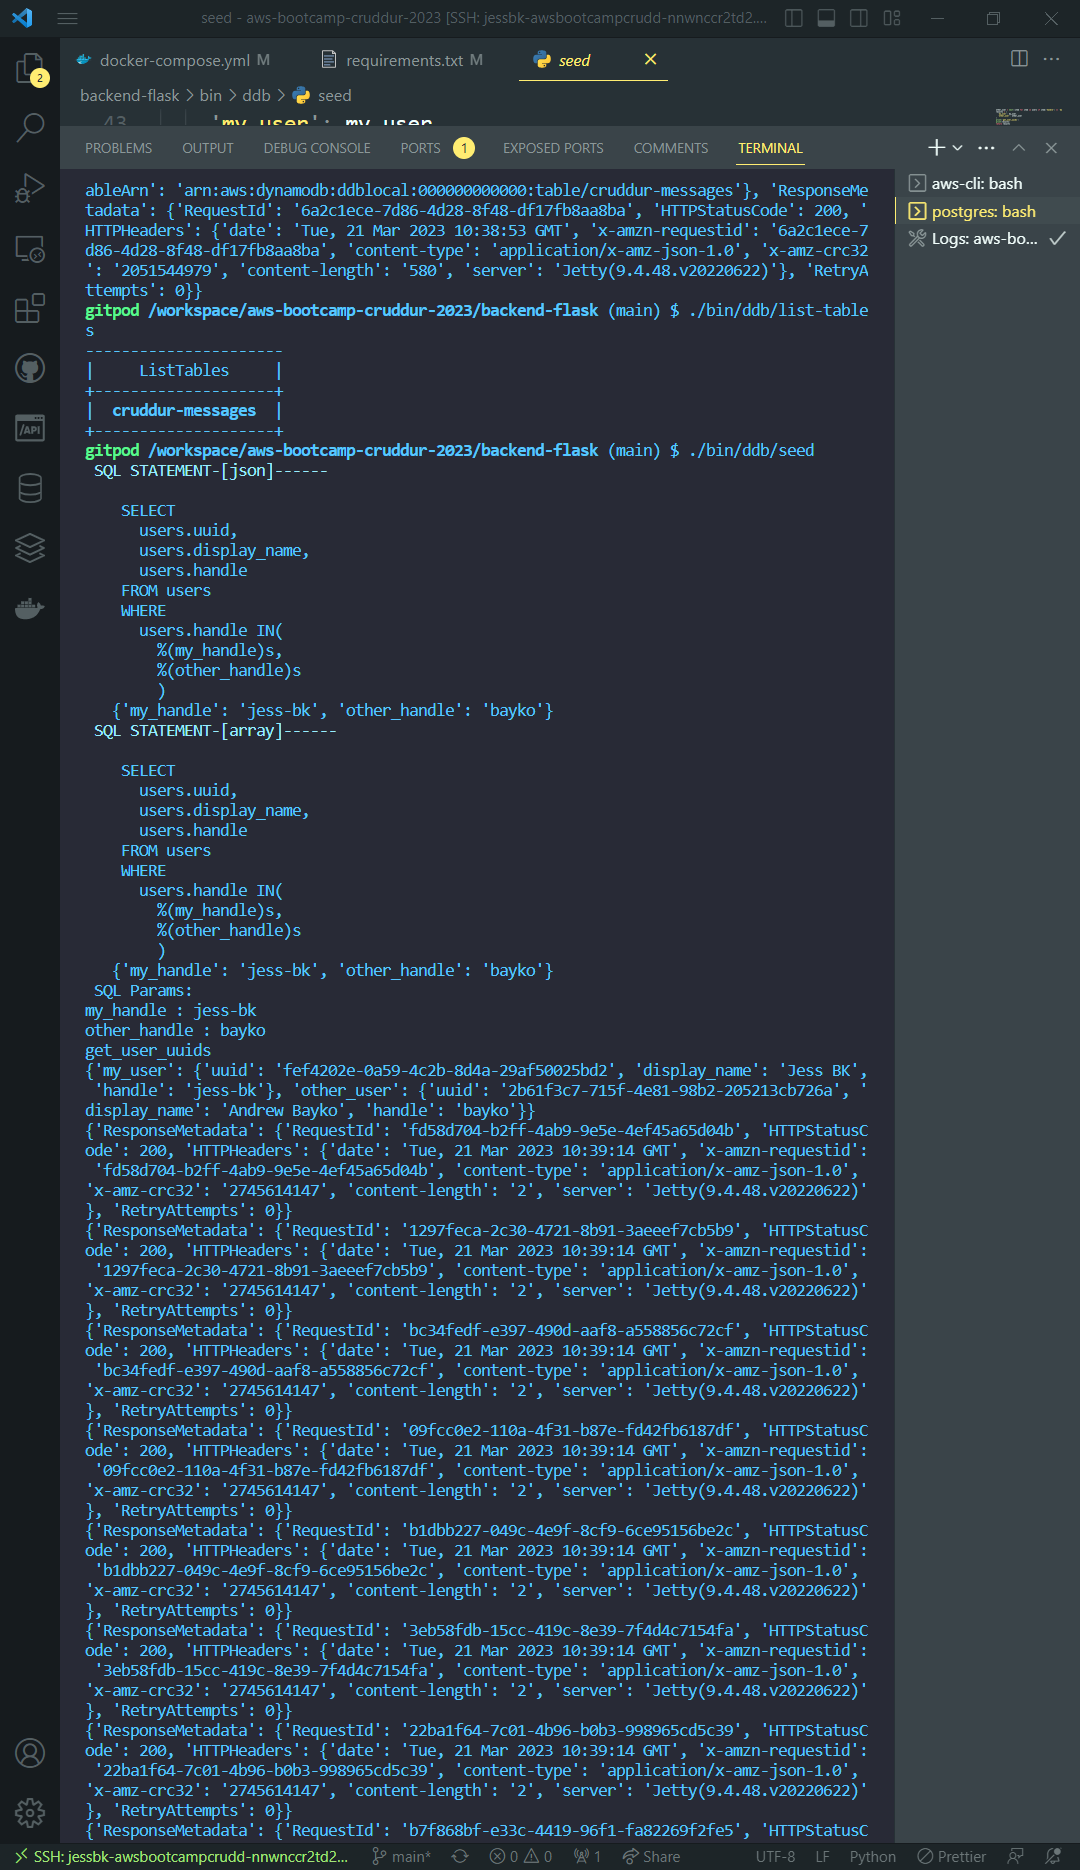 seed - aws-bootcamp-cruddur-2023 [SSH: jessbk-awsbootcampcrudd-nnwnccr2td2....
docker-compose.yml M
requirements.txt M
seed
2
backend-flask > bin > ddb > seed
43 'my_user': my_user
PROBLEMS OUTPUT DEBUG CONSOLE PORTS 1 EXPOSED PORTS COMMENTS TERMINAL
aws-cli: bash
postgres: bash
Logs: aws-bo...
ableArn': 'arn:aws:dynamodb:ddblocal:000000000000:table/cruddur-messages'}, 'ResponseMe
tadata': {'RequestId': '6a2c1ece-7d86-4d28-8f48-df17fb8aa8ba', 'HTTPStatusCode': 200, '
HTTPHeaders': {'date': 'Tue, 21 Mar 2023 10:38:53 GMT', 'x-amzn-requestid': '6a2c1ece-7
d86-4d28-8f48-df17fb8aa8ba', 'content-type': 'application/x-amz-json-1.0', 'x-amz-crc32
': '2051544979', 'content-length': '580', 'server': 'Jetty(9.4.48.v20220622)'}, 'RetryA
ttempts': 0}}
gitpod /workspace/aws-bootcamp-cruddur-2023/backend-flask (main) $ ./bin/ddb/list-table
s
----------------------
|     ListTables     |
+--------------------+
|  cruddur-messages  |
+--------------------+
gitpod /workspace/aws-bootcamp-cruddur-2023/backend-flask (main) $ ./bin/ddb/seed
SQL STATEMENT-[json]------
SELECT
users.uuid,
users.display_name,
users.handle
FROM users
WHERE
users.handle IN(
%(my_handle)s,
%(other_handle)s
)
{'my_handle': 'jess-bk', 'other_handle': 'bayko'}
SQL STATEMENT-[array]------
SELECT
users.uuid,
users.display_name,
users.handle
FROM users
WHERE
users.handle IN(
%(my_handle)s,
%(other_handle)s
)
{'my_handle': 'jess-bk', 'other_handle': 'bayko'}
SQL Params:
my_handle : jess-bk
other_handle : bayko
get_user_uuids
{'my_user': {'uuid': 'fef4202e-0a59-4c2b-8d4a-29af50025bd2', 'display_name': 'Jess BK',
'handle': 'jess-bk'}, 'other_user': {'uuid': '2b61f3c7-715f-4e81-98b2-205213cb726a', '
display_name': 'Andrew Bayko', 'handle': 'bayko'}}
{'ResponseMetadata': {'RequestId': 'fd58d704-b2ff-4ab9-9e5e-4ef45a65d04b', 'HTTPStatusC
ode': 200, 'HTTPHeaders': {'date': 'Tue, 21 Mar 2023 10:39:14 GMT', 'x-amzn-requestid':
'fd58d704-b2ff-4ab9-9e5e-4ef45a65d04b', 'content-type': 'application/x-amz-json-1.0',
'x-amz-crc32': '2745614147', 'content-length': '2', 'server': 'Jetty(9.4.48.v20220622)'
}, 'RetryAttempts': 0}}
{'ResponseMetadata': {'RequestId': '1297feca-2c30-4721-8b91-3aeeef7cb5b9', 'HTTPStatusC
ode': 200, 'HTTPHeaders': {'date': 'Tue, 21 Mar 2023 10:39:14 GMT', 'x-amzn-requestid':
'1297feca-2c30-4721-8b91-3aeeef7cb5b9', 'content-type': 'application/x-amz-json-1.0',
'x-amz-crc32': '2745614147', 'content-length': '2', 'server': 'Jetty(9.4.48.v20220622)'
}, 'RetryAttempts': 0}}
{'ResponseMetadata': {'RequestId': 'bc34fedf-e397-490d-aaf8-a558856c72cf', 'HTTPStatusC
ode': 200, 'HTTPHeaders': {'date': 'Tue, 21 Mar 2023 10:39:14 GMT', 'x-amzn-requestid':
'bc34fedf-e397-490d-aaf8-a558856c72cf', 'content-type': 'application/x-amz-json-1.0',
'x-amz-crc32': '2745614147', 'content-length': '2', 'server': 'Jetty(9.4.48.v20220622)'
}, 'RetryAttempts': 0}}
{'ResponseMetadata': {'RequestId': '09fcc0e2-110a-4f31-b87e-fd42fb6187df', 'HTTPStatusC
ode': 200, 'HTTPHeaders': {'date': 'Tue, 21 Mar 2023 10:39:14 GMT', 'x-amzn-requestid':
'09fcc0e2-110a-4f31-b87e-fd42fb6187df', 'content-type': 'application/x-amz-json-1.0',
'x-amz-crc32': '2745614147', 'content-length': '2', 'server': 'Jetty(9.4.48.v20220622)'
}, 'RetryAttempts': 0}}
{'ResponseMetadata': {'RequestId': 'b1dbb227-049c-4e9f-8cf9-6ce95156be2c', 'HTTPStatusC
ode': 200, 'HTTPHeaders': {'date': 'Tue, 21 Mar 2023 10:39:14 GMT', 'x-amzn-requestid':
'b1dbb227-049c-4e9f-8cf9-6ce95156be2c', 'content-type': 'application/x-amz-json-1.0',
'x-amz-crc32': '2745614147', 'content-length': '2', 'server': 'Jetty(9.4.48.v20220622)'
}, 'RetryAttempts': 0}}
{'ResponseMetadata': {'RequestId': '3eb58fdb-15cc-419c-8e39-7f4d4c7154fa', 'HTTPStatusC
ode': 200, 'HTTPHeaders': {'date': 'Tue, 21 Mar 2023 10:39:14 GMT', 'x-amzn-requestid':
'3eb58fdb-15cc-419c-8e39-7f4d4c7154fa', 'content-type': 'application/x-amz-json-1.0',
'x-amz-crc32': '2745614147', 'content-length': '2', 'server': 'Jetty(9.4.48.v20220622)'
}, 'RetryAttempts': 0}}
{'ResponseMetadata': {'RequestId': '22ba1f64-7c01-4b96-b0b3-998965cd5c39', 'HTTPStatusC
ode': 200, 'HTTPHeaders': {'date': 'Tue, 21 Mar 2023 10:39:14 GMT', 'x-amzn-requestid':
'22ba1f64-7c01-4b96-b0b3-998965cd5c39', 'content-type': 'application/x-amz-json-1.0',
'x-amz-crc32': '2745614147', 'content-length': '2', 'server': 'Jetty(9.4.48.v20220622)'
}, 'RetryAttempts': 0}}
{'ResponseMetadata': {'RequestId': 'b7f868bf-e33c-4419-96f1-fa82269f2fe5', 'HTTPStatusC
SSH: jessbk-awsbootcampcrudd-nnwnccr2td2... main* 0 0 1 Share UTF-8 LF Python Prettier